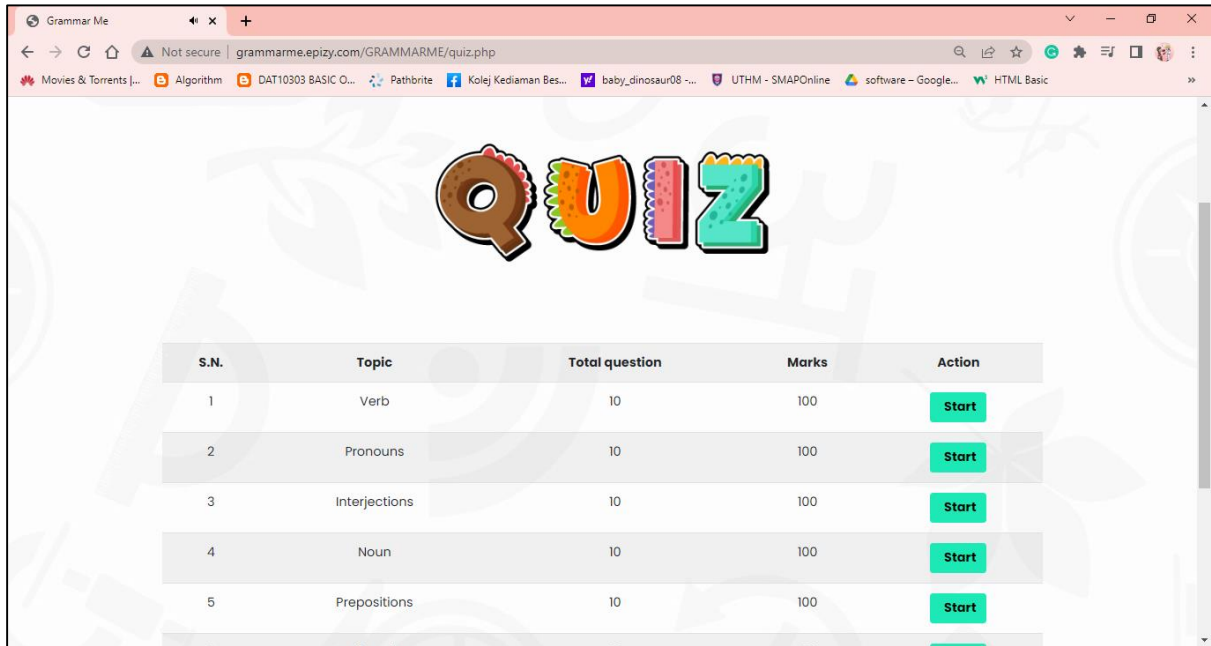 Grammar Me
Not secure | grammarme.epizy.com/GRAMMARME/quiz.php
Movies & Torrents |... Algorithm DAT10303 BASIC O... Pathbrite Kolej Kediaman Bes... baby_dinosaur08 -... UTHM - SMAPOnline software – Google... HTML Basic »
QUIZ
S.N. Topic Total question Marks Action
1 Verb 10 100 Start
2 Pronouns 10 100 Start
3 Interjections 10 100 Start
4 Noun 10 100 Start
5 Prepositions 10 100 Start